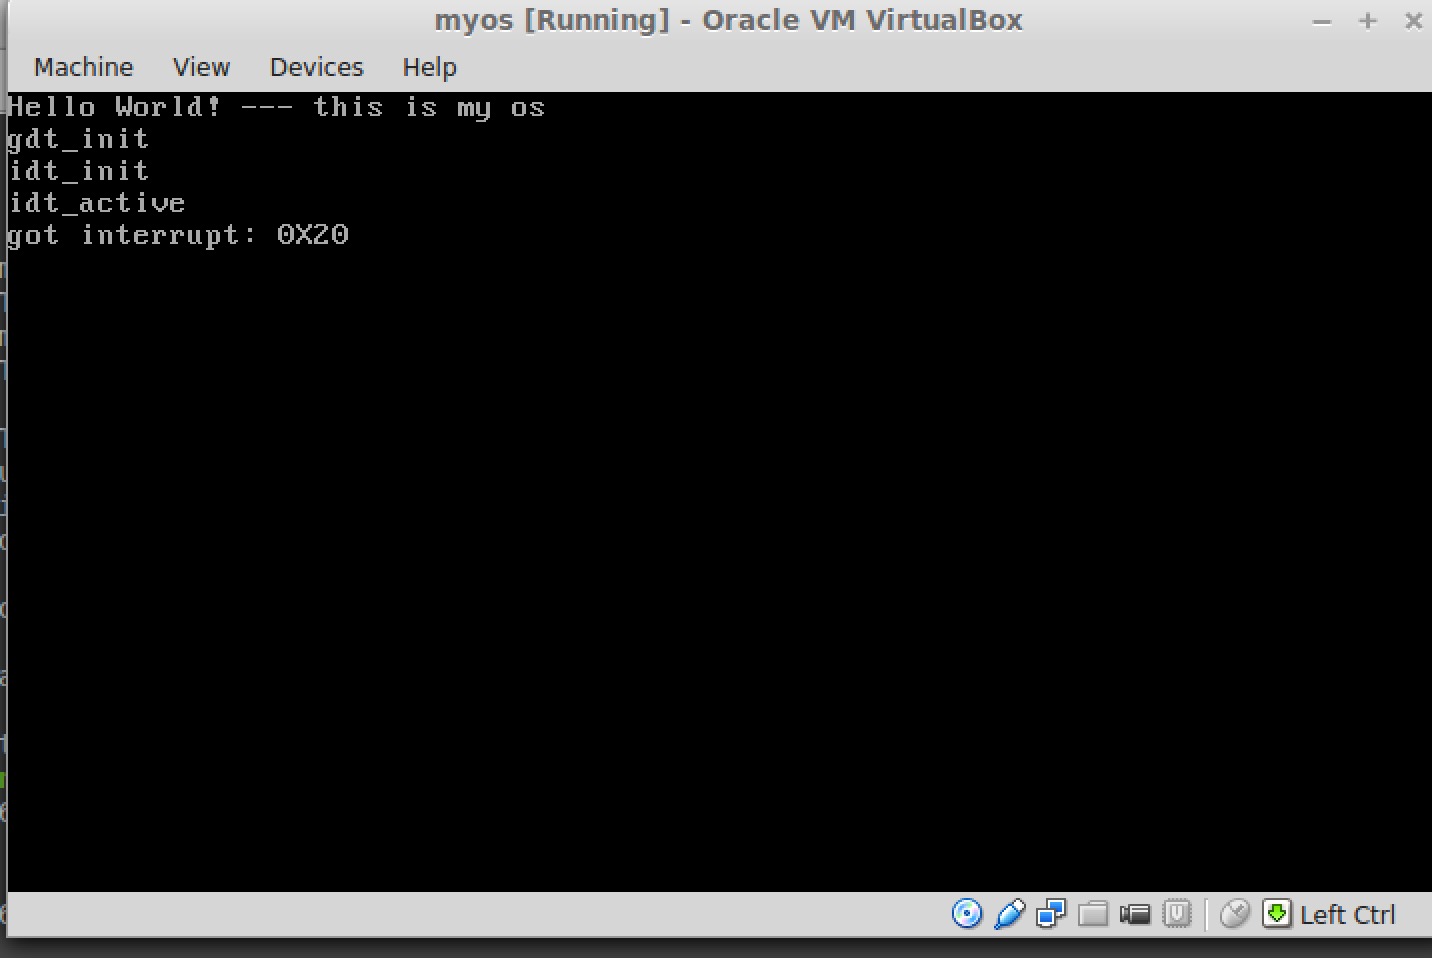 myos [Running] - Oracle VM VirtualBox
Machine View Devices Help
Hello World! --- this is my os
gdt_init
idt_init
idt_active
got interrupt: 0X20
Left Ctrl